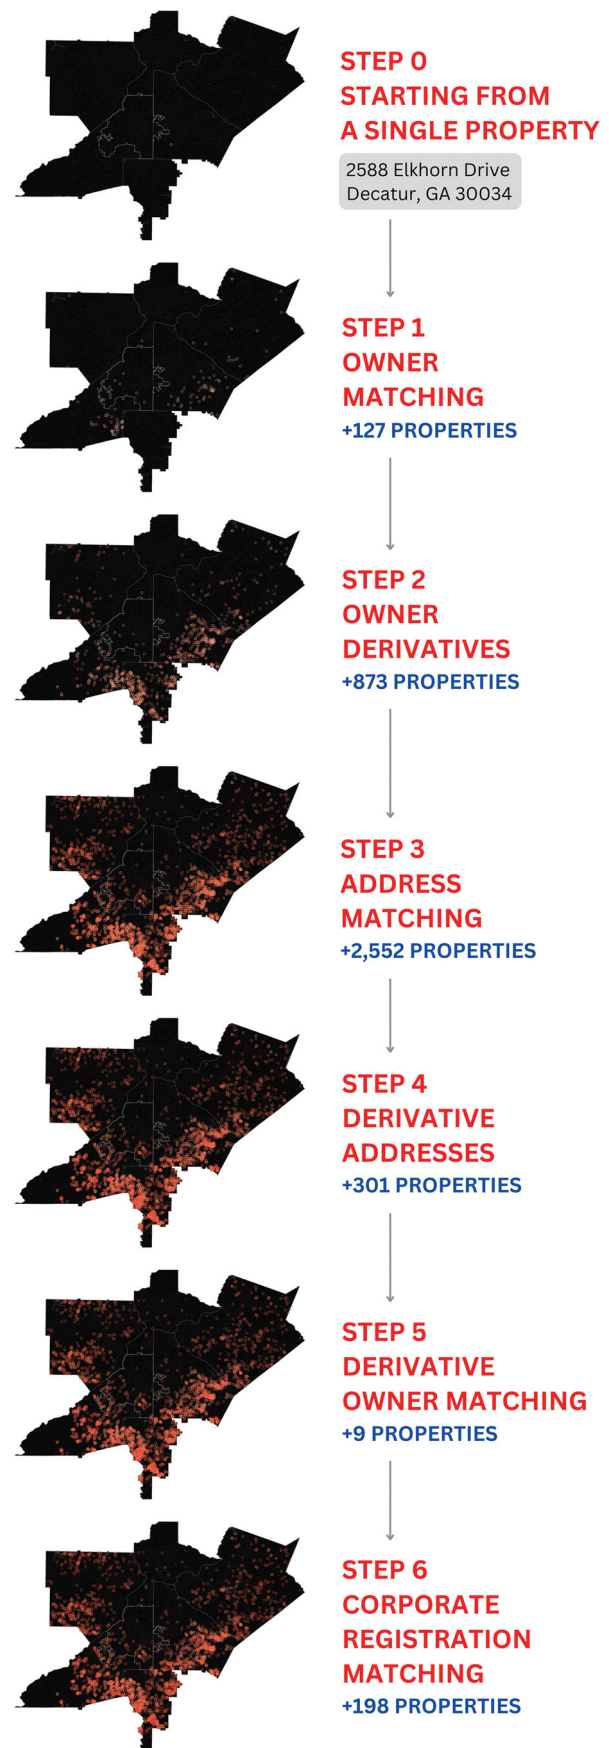 STEP 0
STARTING FROM
A SINGLE PROPERTY
2588 Elkhorn Drive
Decatur, GA 30034
STEP 1
OWNER
MATCHING
+127 PROPERTIES
STEP 2
OWNER
DERIVATIVES
+873 PROPERTIES
STEP 3
ADDRESS
MATCHING
+2,552 PROPERTIES
STEP 4
DERIVATIVE
ADDRESSES
+301 PROPERTIES
STEP 5
DERIVATIVE
OWNER MATCHING
+9 PROPERTIES
STEP 6
CORPORATE
REGISTRATION
MATCHING
+198 PROPERTIES